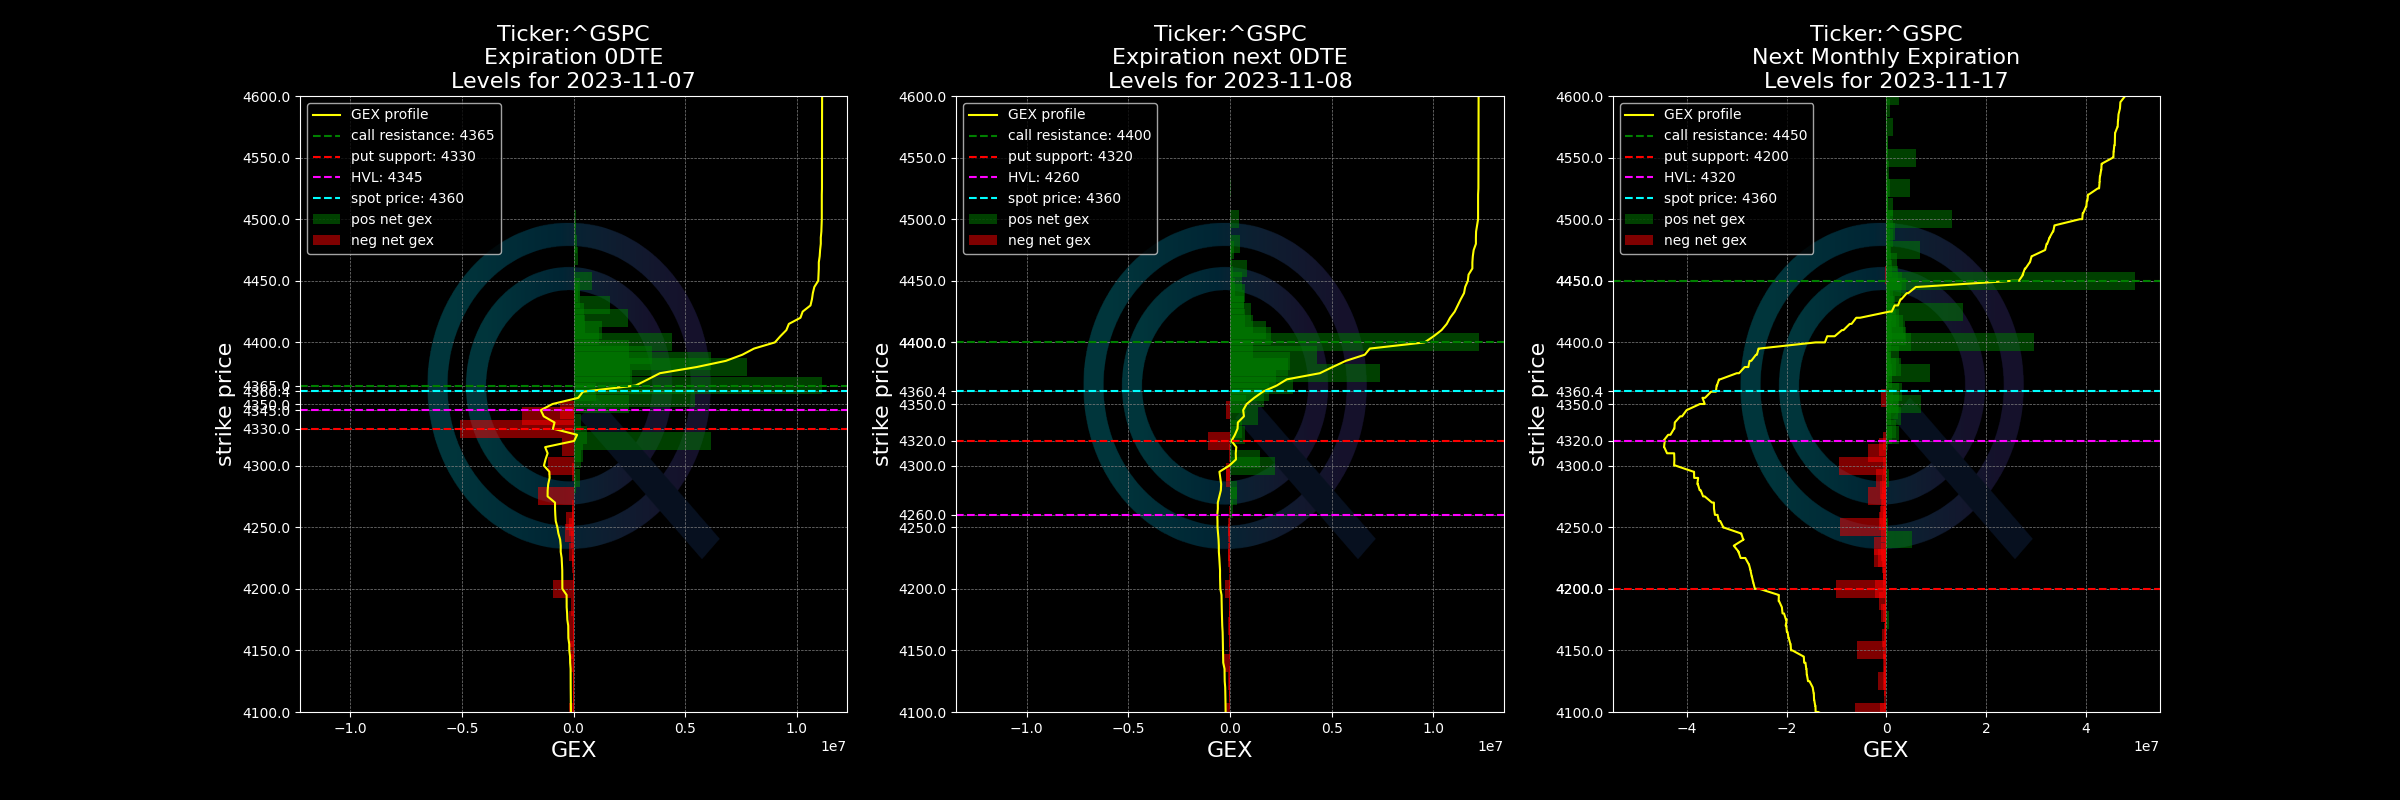 Ticker:^GSPC
Expiration 0DTE
Levels for 2023-11-07
4600.0
4550.0
4500.0
4450.0
4400.0
4365.0
4360.4
4350.0
4345.0
4330.0
4300.0
4250.0
4200.0
4150.0
4100.0
strike price
GEX profile
call resistance: 4365
put support: 4330
HVL: 4345
spot price: 4360
pos net gex
neg net gex
−1.0 −0.5 0.0 0.5 1.0
1e7
GEX
Ticker:^GSPC
Expiration next 0DTE
Levels for 2023-11-08
4600.0
4550.0
4500.0
4450.0
4400.0
4360.4
4350.0
4320.0
4300.0
4260.0
4250.0
4200.0
4150.0
4100.0
strike price
GEX profile
call resistance: 4400
put support: 4320
HVL: 4260
spot price: 4360
pos net gex
neg net gex
−1.0 −0.5 0.0 0.5 1.0
1e7
GEX
Ticker:^GSPC
Next Monthly Expiration
Levels for 2023-11-17
4600.0
4550.0
4500.0
4450.0
4400.0
4360.4
4350.0
4320.0
4300.0
4250.0
4200.0
4150.0
4100.0
strike price
GEX profile
call resistance: 4450
put support: 4200
HVL: 4320
spot price: 4360
pos net gex
neg net gex
−4 −2 0 2 4
1e7
GEX